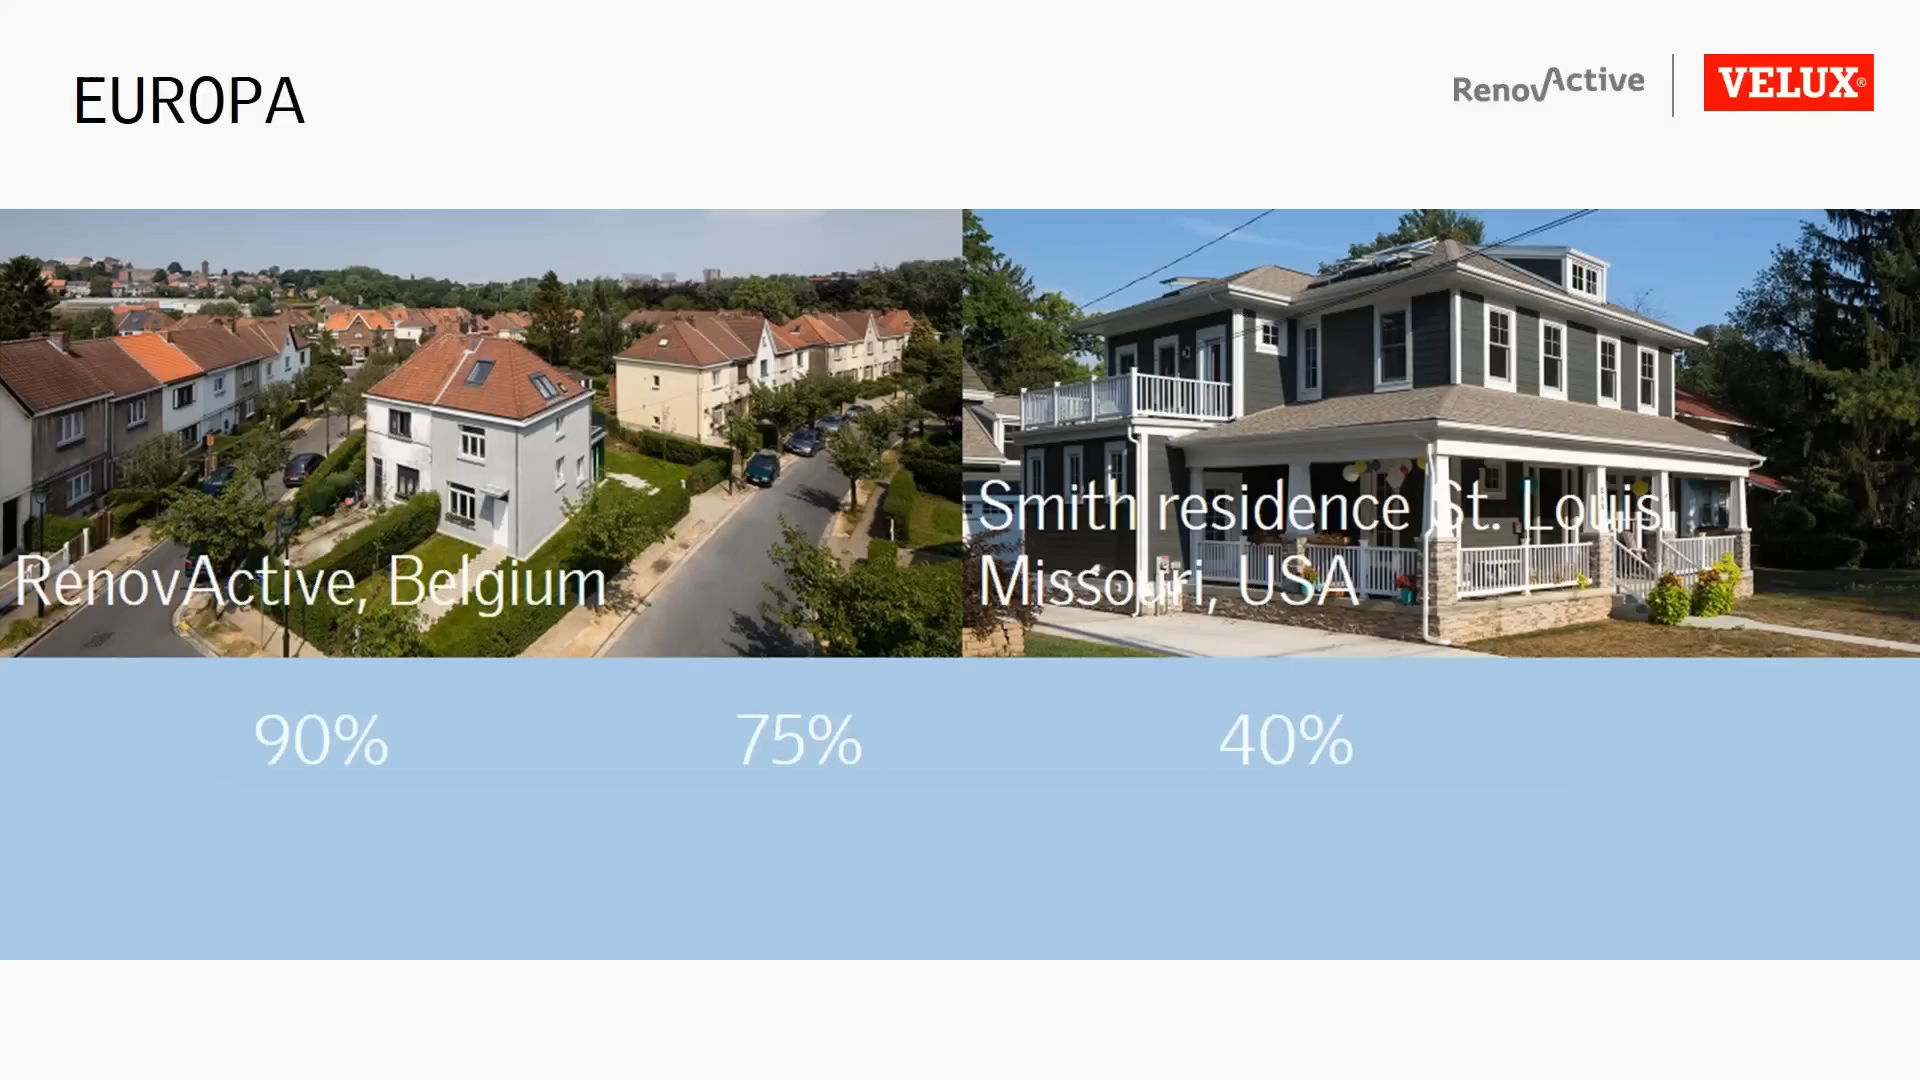 EUROPA
RenovActive
VELUX®
RenovActive, Belgium
Smith residence St. Louis,
Missouri, USA
90%
75%
40%